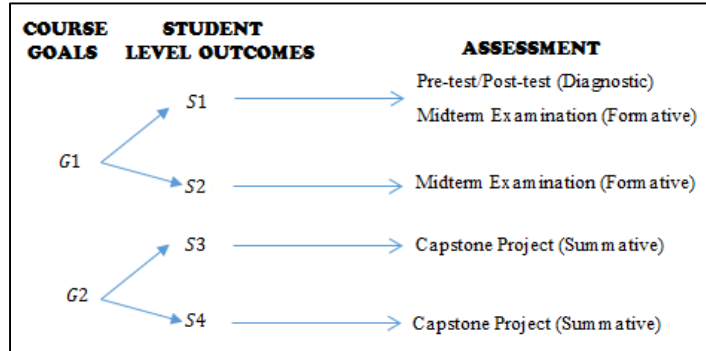 COURSE GOALS
STUDENT LEVEL OUTCOMES
ASSESSMENT
S1
Pre-test/Post-test (Diagnostic)
Midterm Examination (Formative)
G1
S2
Midterm Examination (Formative)
S3
Capstone Project (Summative)
G2
S4
Capstone Project (Summative)